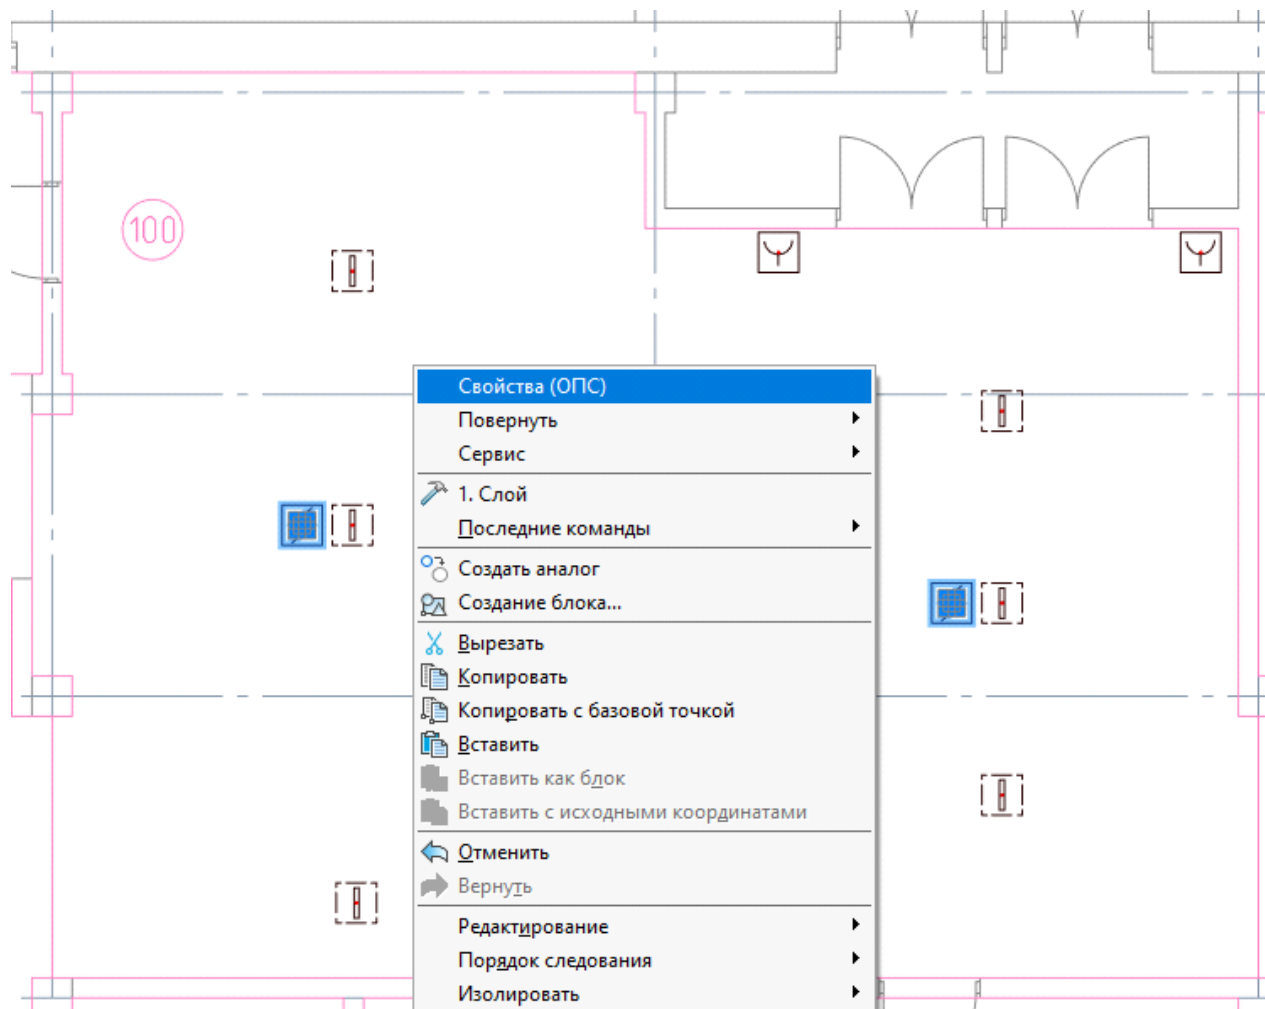 100
Свойства (ОПС)
Повернуть
Сервис
1. Слой
Последние команды
Создать аналог
Создание блока...
Вырезать
Копировать
Копировать с базовой точкой
Вставить
Вставить как блок
Вставить с исходными координатами
Отменить
Вернуть
Редактирование
Порядок следования
Изолировать